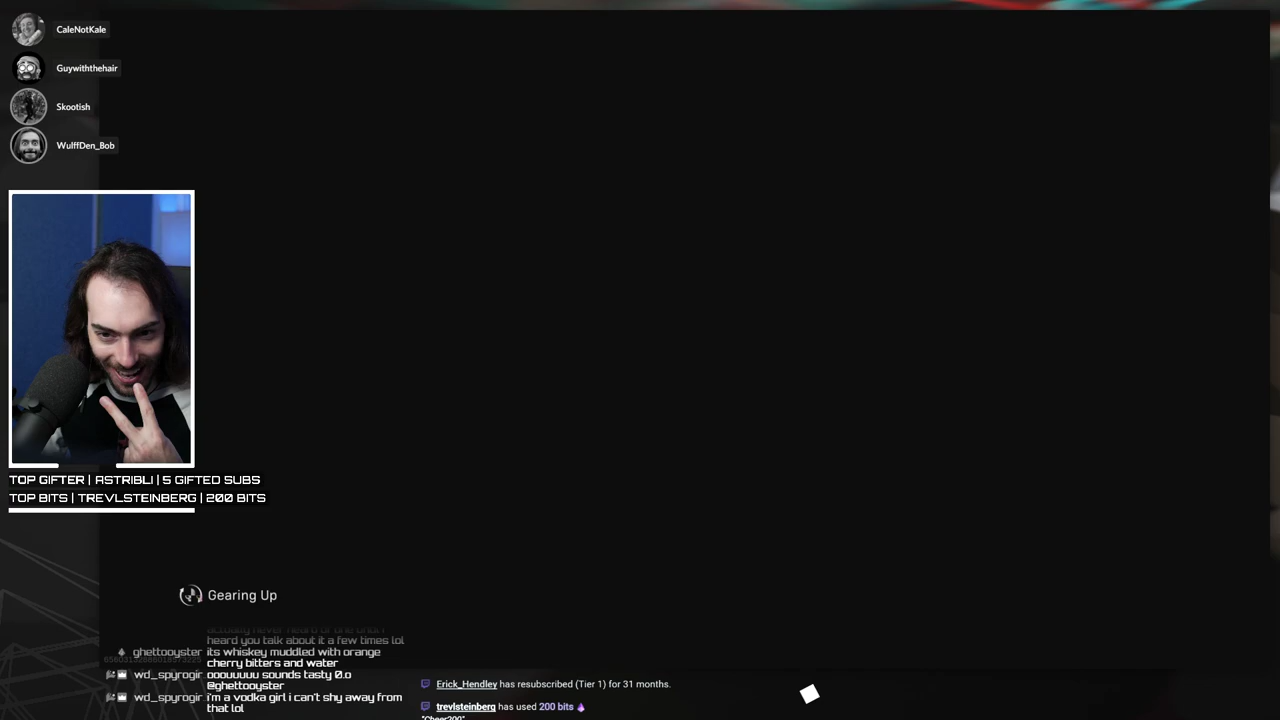 CaleNotKale
Guywiththehair
Skootish
WulffDen_Bob
TOP GIFTER | ASTRIBLI | 5 GIFTED SUBS
TOP BITS | TREVLSTEINBERG | 200 BITS
Gearing Up
heard you talk about it a few times lol
ghettooyster its whiskey muddled with orange
cherry bitters and water
wd_spyrogir oouuuuu sounds tasty 0.o
@ghettooyster
wd_spyrogir i'm a vodka girl i can't shy away from
that lol
Erick_Hendley has resubscribed (Tier 1) for 31 months.
trevlsteinberg has used 200 bits
"Cheer200"